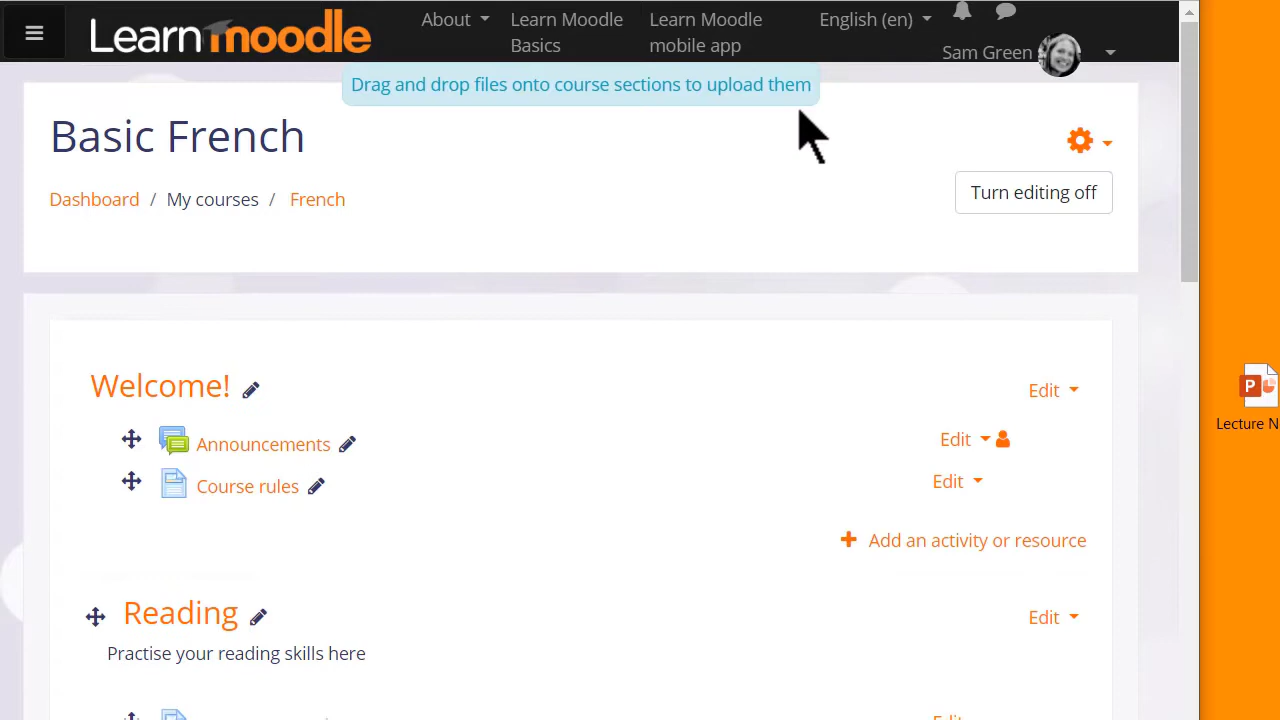 Learn moodle
About
Learn Moodle
Basics
Learn Moodle
mobile app
English (en)
Sam Green
Drag and drop files onto course sections to upload them
Basic French
Dashboard / My courses / French
Turn editing off
Welcome!
Edit
Announcements
Edit
Course rules
Edit
Add an activity or resource
Reading
Edit
Practise your reading skills here
P
Lecture N